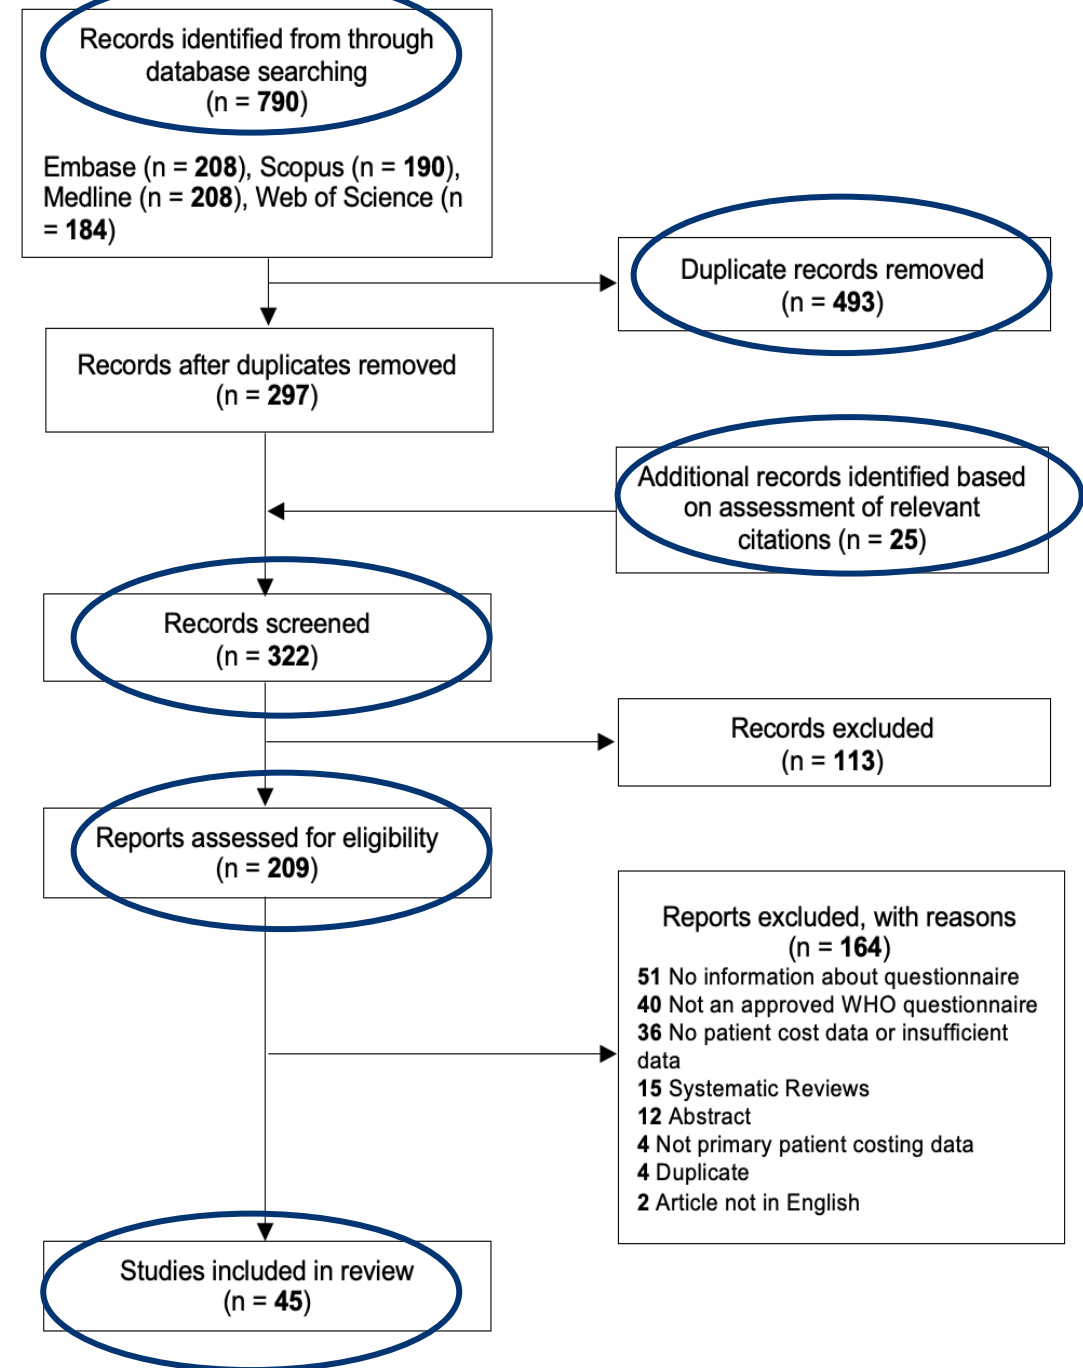 Records identified from through
database searching
(n = 790)
Embase (n = 208), Scopus (n = 190),
Medline (n = 208), Web of Science (n
= 184)
Duplicate records removed
(n = 493)
Records after duplicates removed
(n = 297)
Additional records identified based
on assessment of relevant
citations (n = 25)
Records screened
(n = 322)
Records excluded
(n = 113)
Reports assessed for eligibility
(n = 209)
Reports excluded, with reasons
(n = 164)
51 No information about questionnaire
40 Not an approved WHO questionnaire
36 No patient cost data or insufficient
data
15 Systematic Reviews
12 Abstract
4 Not primary patient costing data
4 Duplicate
2 Article not in English
Studies included in review
(n = 45)